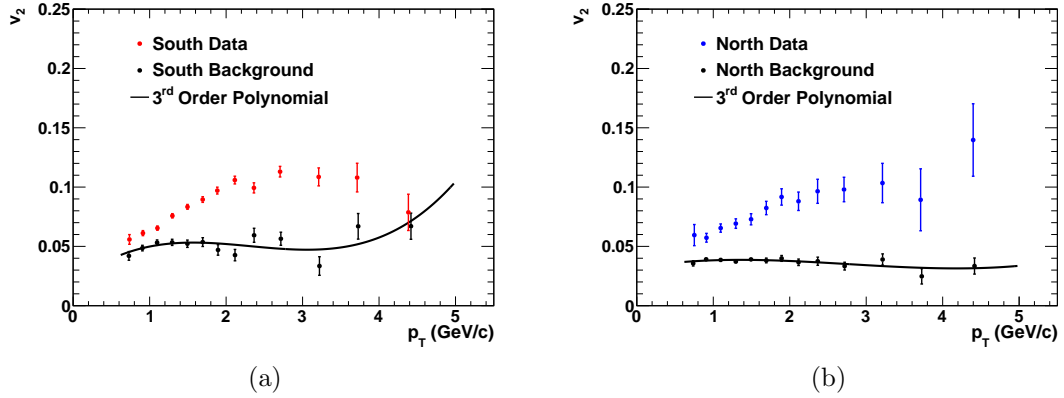 v₂
0.25
0.2
0.15
0.1
0.05
0
South Data
South Background
3rd Order Polynomial
0 1 2 3 4 5
p_T (GeV/c)
(a)
v₂
0.25
0.2
0.15
0.1
0.05
0
North Data
North Background
3rd Order Polynomial
0 1 2 3 4 5
p_T (GeV/c)
(b)